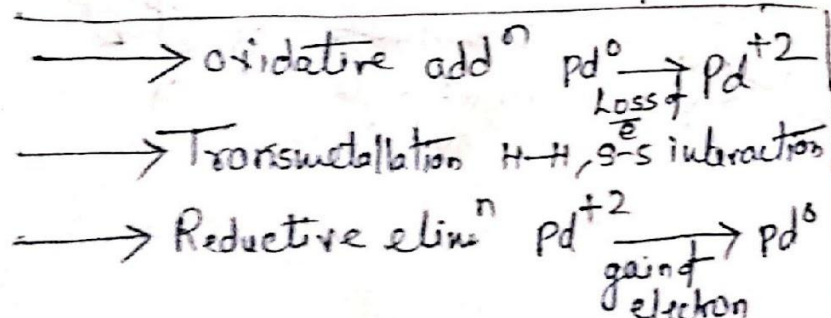 → oxidative addⁿ Pd⁰ → Pd⁺²
Loss of e̅
→ Transmetallation H-H, S-S interaction
→ Reductive elimⁿ Pd⁺² → Pd⁰
gain of
electron